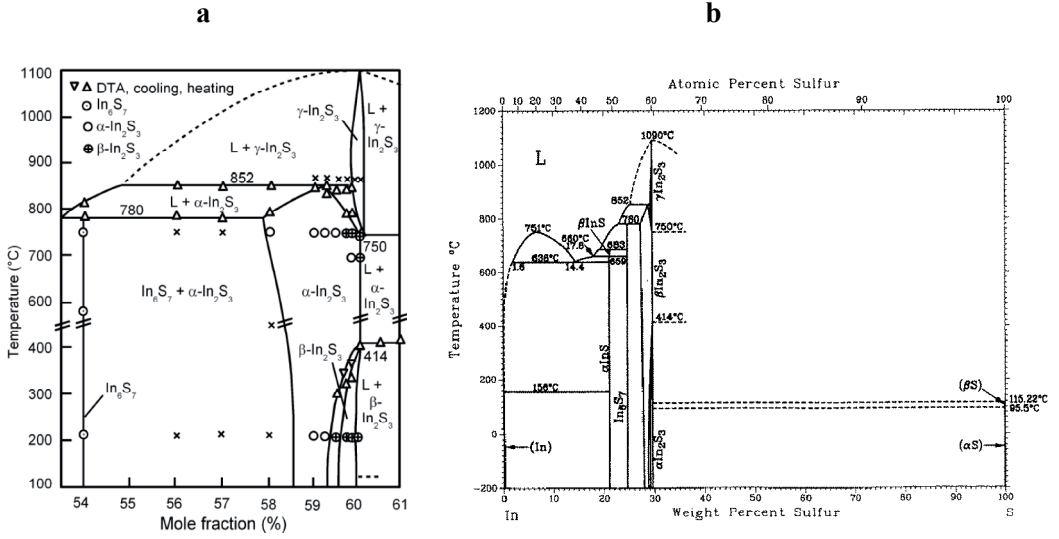 a
b
1100
1000
900
800
700
600
400
300
200
100
Temperature (°C)
DTA, cooling, heating
In₆S₇
α-In₂S₃
β-In₂S₃
γ-In₂S₃
L +
γ-
In₂S₃
L + γ-In₂S₃
852
L + α-In₂S₃
780
750
In₆S₇ + α-In₂S₃
α-In₂S₃
L +
α-
In₂S₃
β-In₂S₃
414
In₆S₇
L +
β-
In₂S₃
54 55 56 57 58 59 60 61
Mole fraction (%)
Atomic Percent Sulfur
0 10 20 30 40 50 60 70 80 90 100
1200
1000
800
600
400
200
0
-200
Temperature °C
L
1090°C
γIn₂S₃
852
βInS
780
750°C
751°C
660°C
17.8
683
636°C
659
1.6
14.4
βIn₂S₃
414°C
αInS
156°C
In₆S₇
(βS)
115.22°C
95.5°C
(In)
αIn₂S₃
(αS)
0 10 20 30 40 50 60 70 80 90 100
In
Weight Percent Sulfur
S